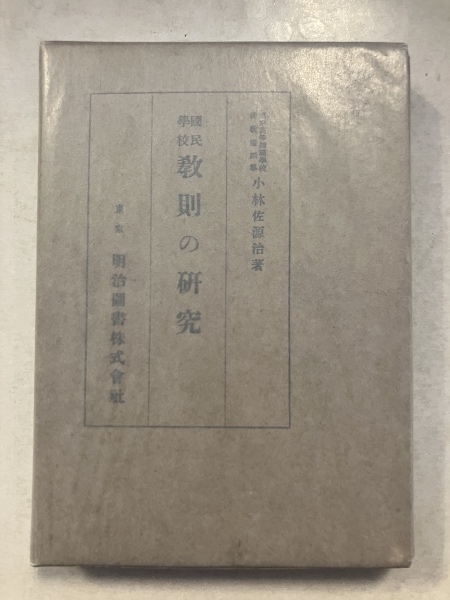 小林佐源治著
國民學校
教則の研究
東京
明治圖書株式會社